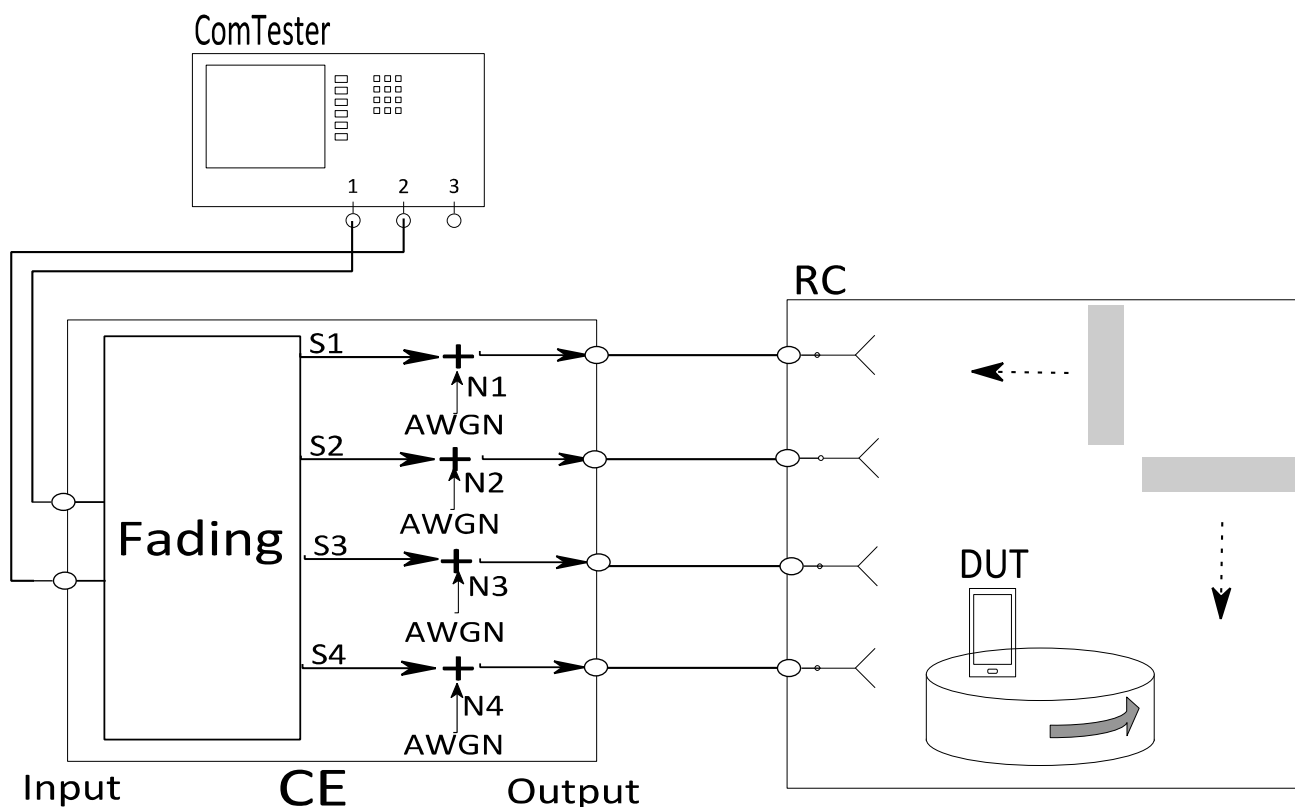 ComTester
1 2 3
RC
S1
N1
AWGN
S2
N2
AWGN
Fading
S3
N3
AWGN
DUT
S4
N4
AWGN
Input
CE
Output